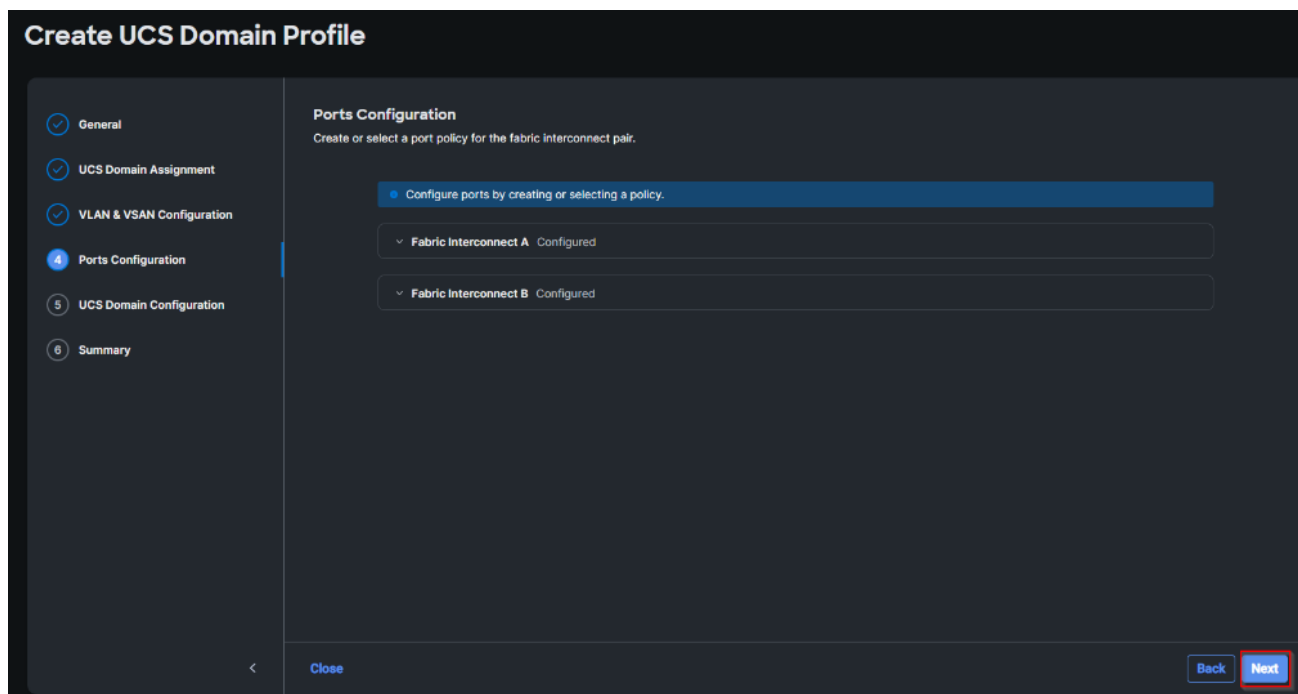 Create UCS Domain Profile
General
UCS Domain Assignment
VLAN & VSAN Configuration
4 Ports Configuration
5 UCS Domain Configuration
6 Summary
Ports Configuration
Create or select a port policy for the fabric interconnect pair.
Configure ports by creating or selecting a policy.
Fabric Interconnect A Configured
Fabric Interconnect B Configured
Close
Back
Next